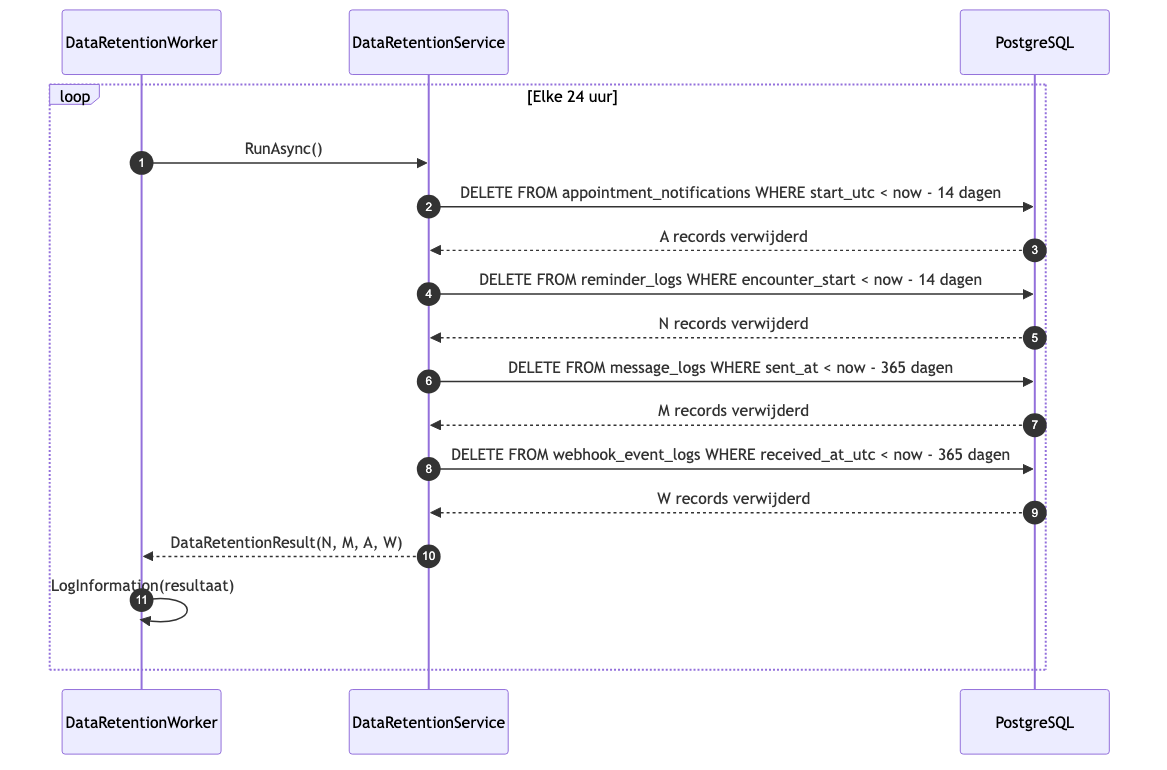 DataRetentionWorker
DataRetentionService
PostgreSQL
loop
[Elke 24 uur]
RunAsync()
1
DELETE FROM appointment_notifications WHERE start_utc < now - 14 dagen
2
A records verwijderd
3
DELETE FROM reminder_logs WHERE encounter_start < now - 14 dagen
4
N records verwijderd
5
DELETE FROM message_logs WHERE sent_at < now - 365 dagen
6
M records verwijderd
7
DELETE FROM webhook_event_logs WHERE received_at_utc < now - 365 dagen
8
W records verwijderd
9
DataRetentionResult(N, M, A, W)
10
LogInformation(resultaat)
11
DataRetentionWorker
DataRetentionService
PostgreSQL